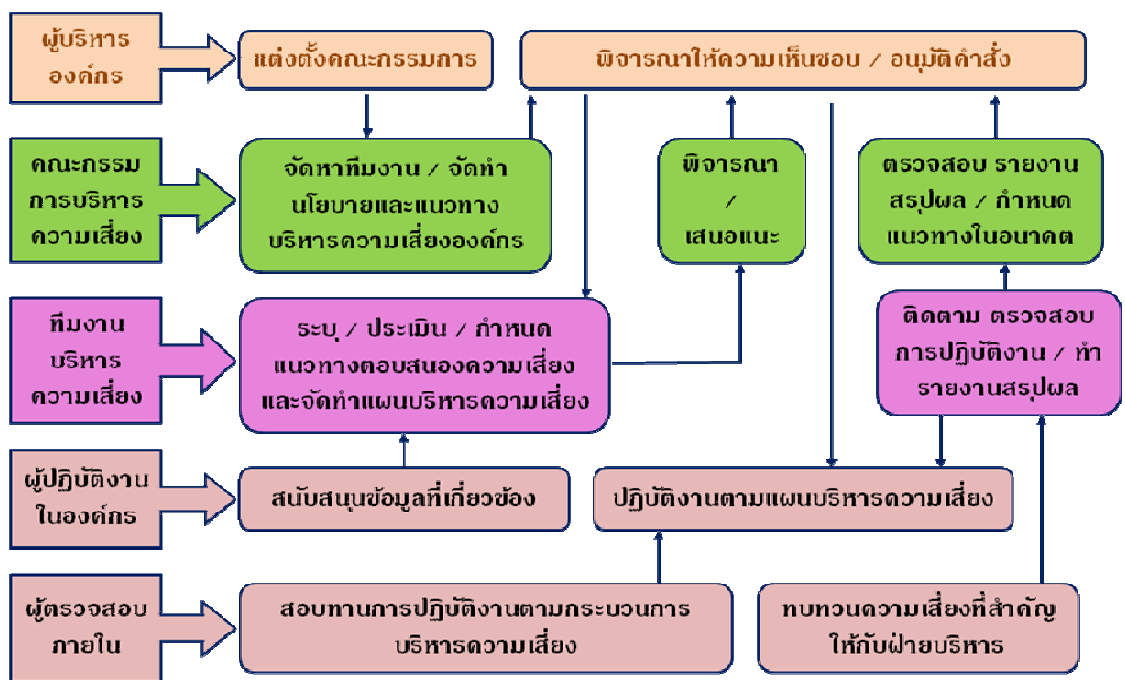 ผู้บริหาร
องค์กร
แต่งตั้งคณะกรรมการ
พิจารณาให้ความเห็นชอบ / อนุมัติคำสั่ง
คณะกรรม
การบริหาร
ความเสี่ยง
จัดหาทีมงาน / จัดทำ
นโยบายและแนวทาง
บริหารความเสี่ยงองค์กร
พิจารณา
/
เสนอแนะ
ตรวจสอบ รายงาน
สรุปผล / กำหนด
แนวทางในอนาคต
ทีมงาน
บริหาร
ความเสี่ยง
ระบุ / ประเมิน / กำหนด
แนวทางตอบสนองความเสี่ยง
และจัดทำแผนบริหารความเสี่ยง
ติดตาม ตรวจสอบ
การปฏิบัติงาน / ทำ
รายงานสรุปผล
ผู้ปฏิบัติงาน
ในองค์กร
สนับสนุนข้อมูลที่เกี่ยวข้อง
ปฏิบัติงานตามแผนบริหารความเสี่ยง
ผู้ตรวจสอบ
ภายใน
สอบทานการปฏิบัติงานตามกระบวนการ
บริหารความเสี่ยง
ทบทวนความเสี่ยงที่สำคัญ
ให้กับฝ่ายบริหาร